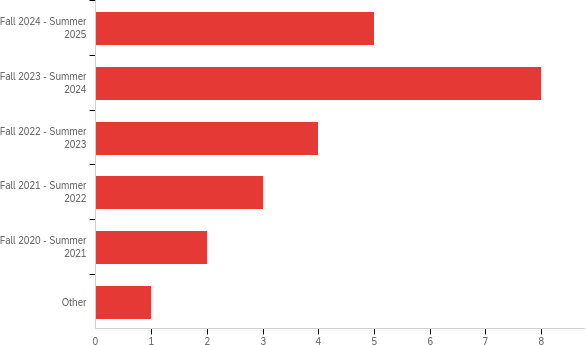 Fall 2024 - Summer
2025
Fall 2023 - Summer
2024
Fall 2022 - Summer
2023
Fall 2021 - Summer
2022
Fall 2020 - Summer
2021
Other
0 1 2 3 4 5 6 7 8